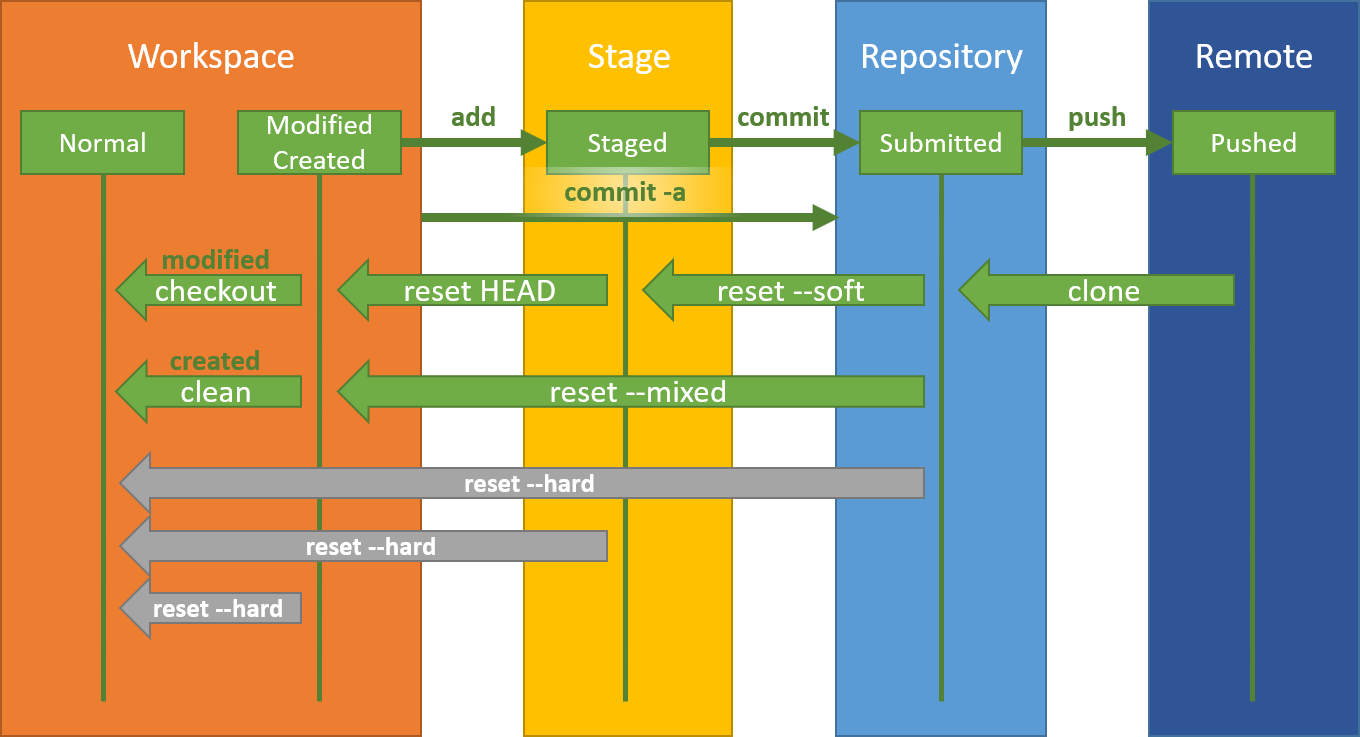 Workspace
Stage
Repository
Remote
Normal
Modified
Created
add
Staged
commit
Submitted
push
Pushed
commit -a
modified
checkout
reset HEAD
reset --soft
clone
created
clean
reset --mixed
reset --hard
reset --hard
reset --hard